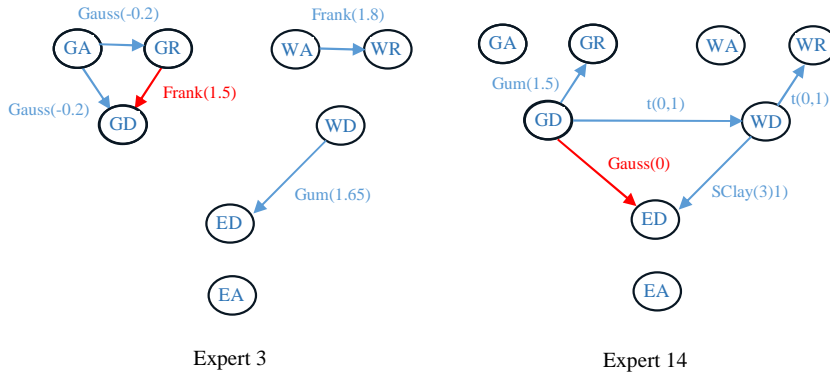 Gauss(-0.2)
GA
GR
Gauss(-0.2)
Frank(1.5)
GD
Frank(1.8)
WA
WR
WD
Gum(1.65)
ED
EA
Expert 3
GA
GR
WA
WR
Gum(1.5)
t(0,1)
t(0,1)
GD
WD
Gauss(0)
SClay(3)1)
ED
EA
Expert 14